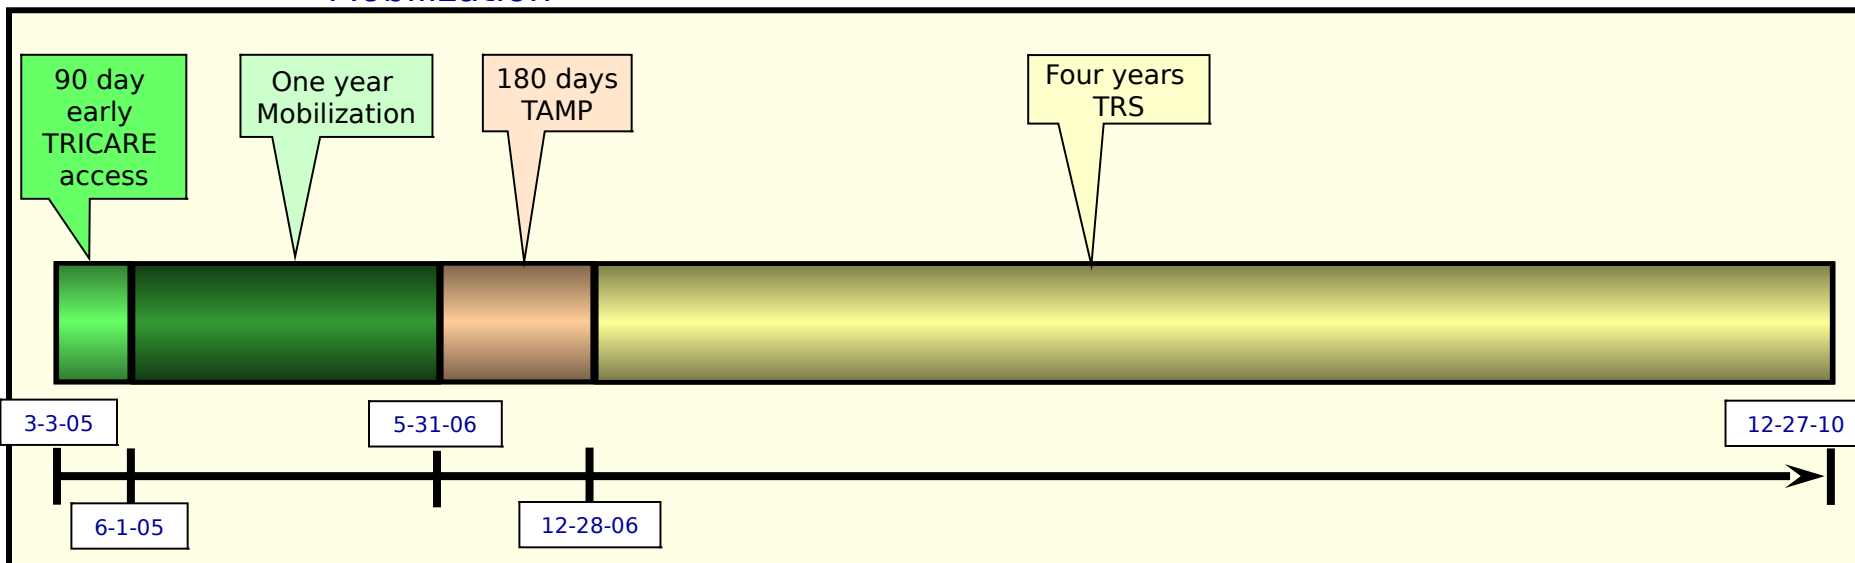 Mobilization
90 day
early
TRICARE
access
One year
Mobilization
180 days
TAMP
Four years
TRS
3-3-05
5-31-06
12-27-10
6-1-05
12-28-06